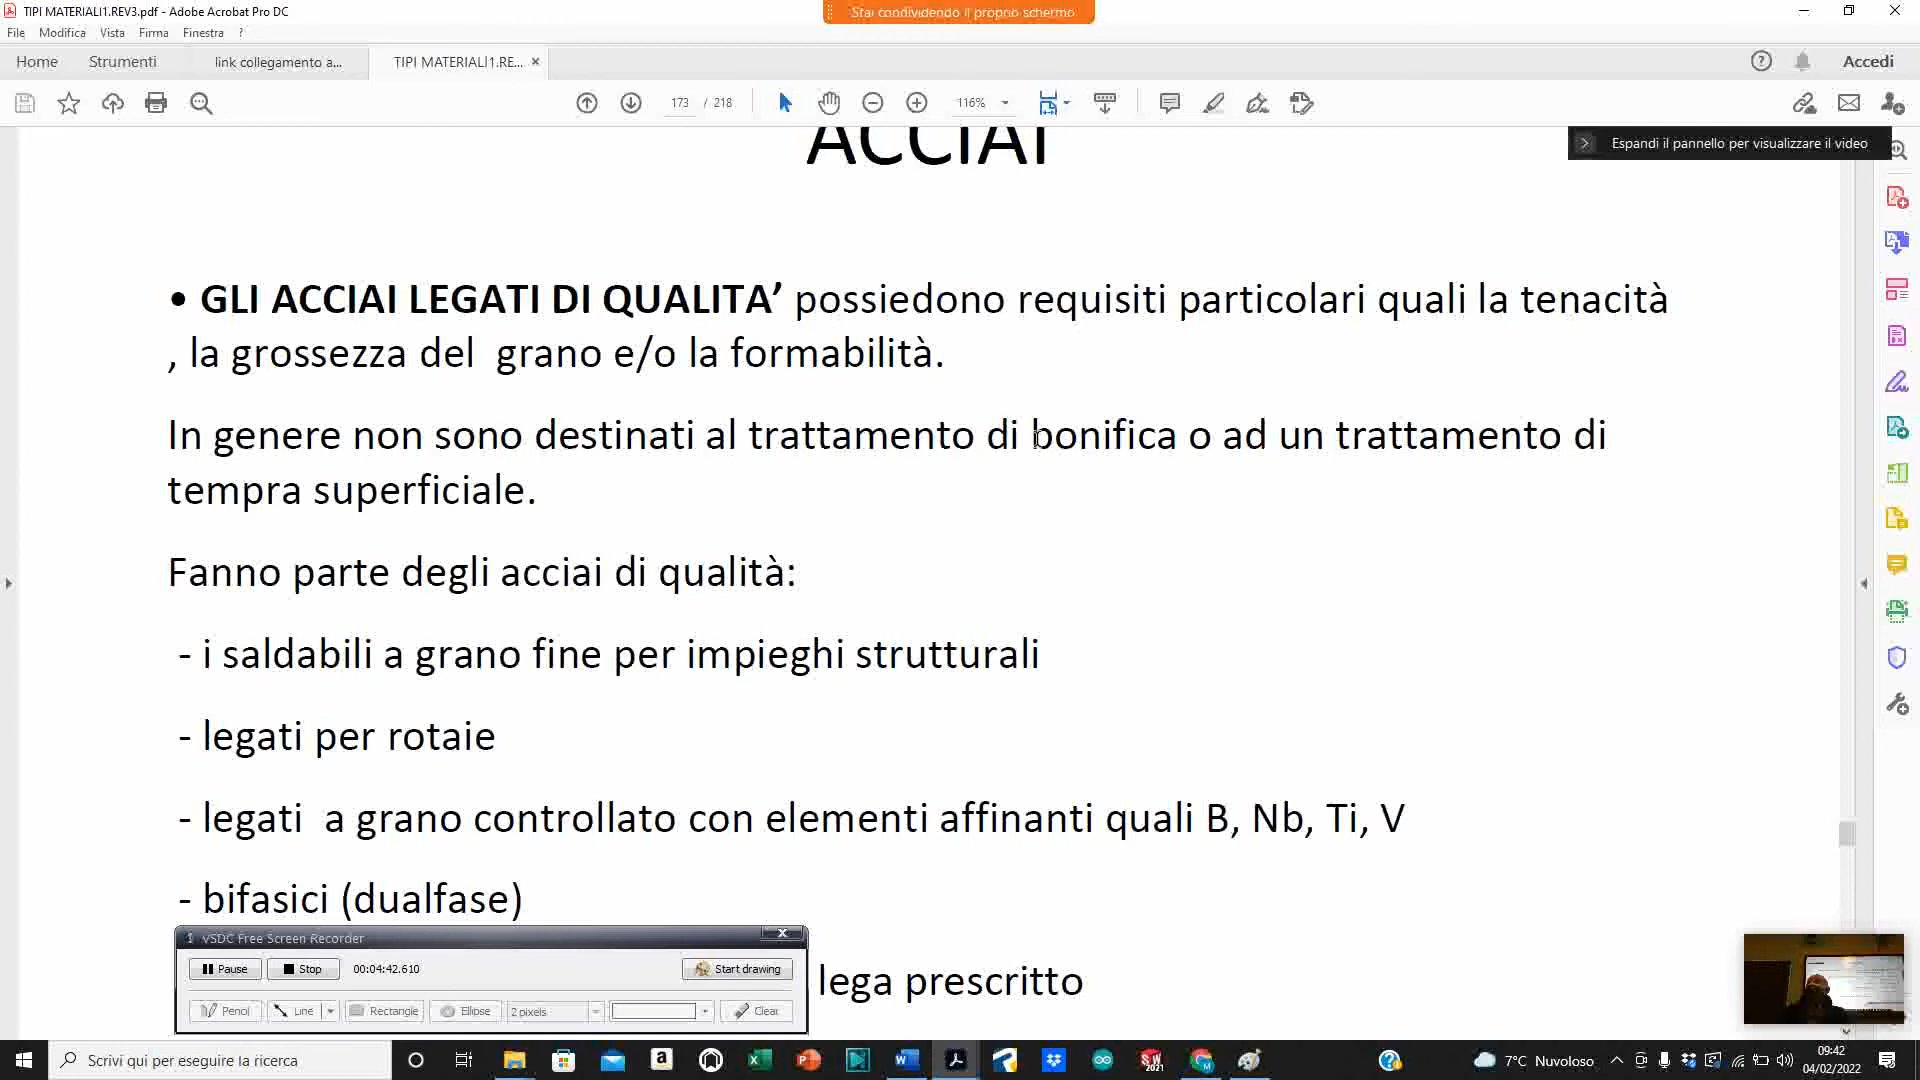 TIPI MATERIALI1.REV3.pdf - Adobe Acrobat Pro DC
Stai condividendo il proprio schermo
File Modifica Vista Firma Finestra ?
Home Strumenti link collegamento a... TIPI MATERIALI1.RE... × Accedi
173 / 218 116%
Espandi il pannello per visualizzare il video
ACCIAI
• GLI ACCIAI LEGATI DI QUALITA’ possiedono requisiti particolari quali la tenacità
, la grossezza del grano e/o la formabilità.
In genere non sono destinati al trattamento di bonifica o ad un trattamento di
tempra superficiale.
Fanno parte degli acciai di qualità:
- i saldabili a grano fine per impieghi strutturali
- legati per rotaie
- legati a grano controllato con elementi affinanti quali B, Nb, Ti, V
- bifasici (dualfase)
lega prescritto
VSDC Free Screen Recorder
Pause Stop 00:04:42.610 Start drawing
Pencil Line Rectangle Ellipse 2 pixels Clear
Scrivi qui per eseguire la ricerca
7°C Nuvoloso
09:42
04/02/2022